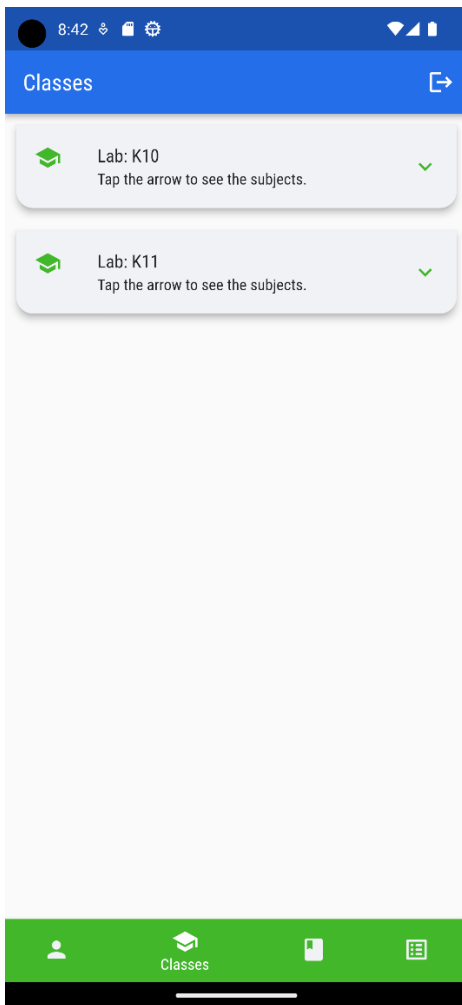 8:42
Classes
Lab: K10
Tap the arrow to see the subjects.
Lab: K11
Tap the arrow to see the subjects.
Classes